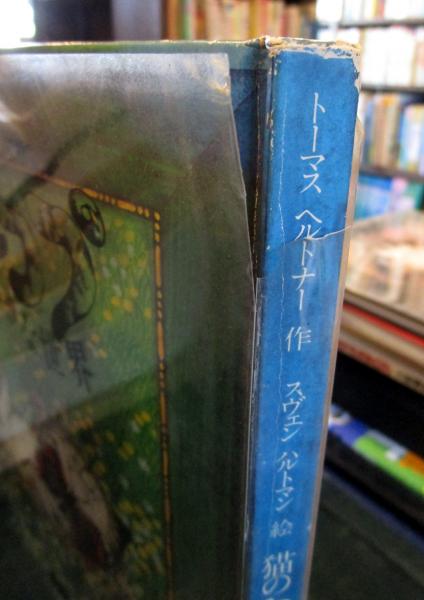 トーマス ヘルトナー 作 スヴェン ハルトマン 絵 猫の
界